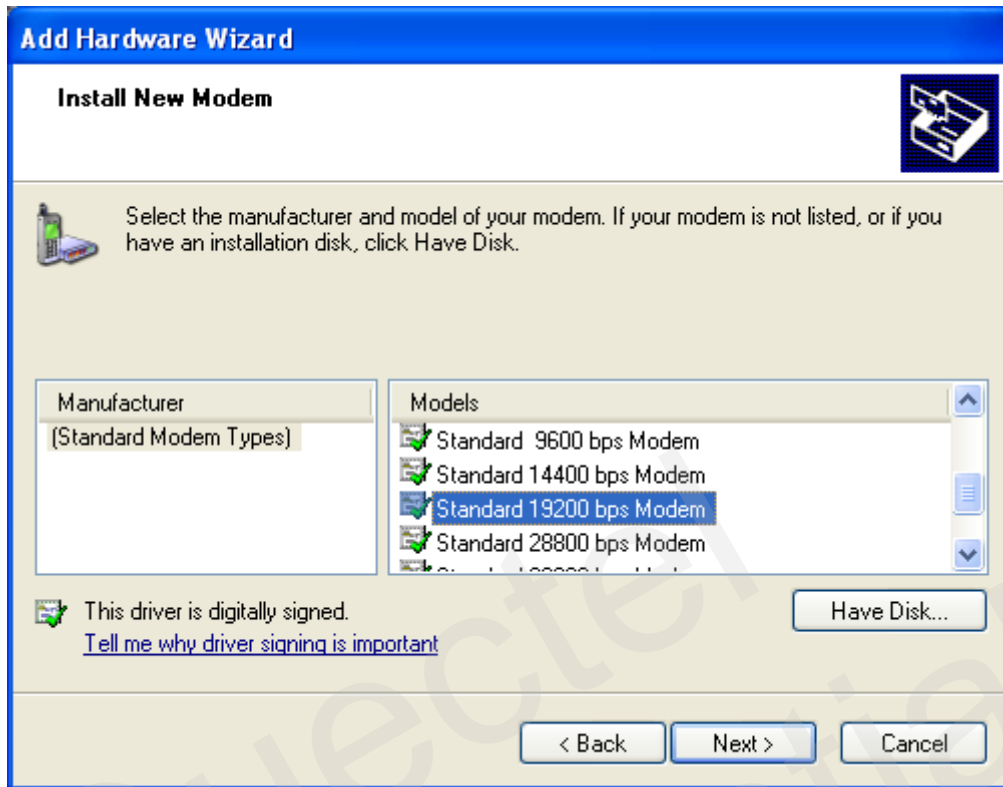 Add Hardware Wizard
Install New Modem
Select the manufacturer and model of your modem. If your modem is not listed, or if you
have an installation disk, click Have Disk.
Manufacturer
(Standard Modem Types)
Models
Standard  9600 bps Modem
Standard 14400 bps Modem
Standard 19200 bps Modem
Standard 28800 bps Modem
This driver is digitally signed.
Tell me why driver signing is important
Have Disk...
< Back
Next >
Cancel